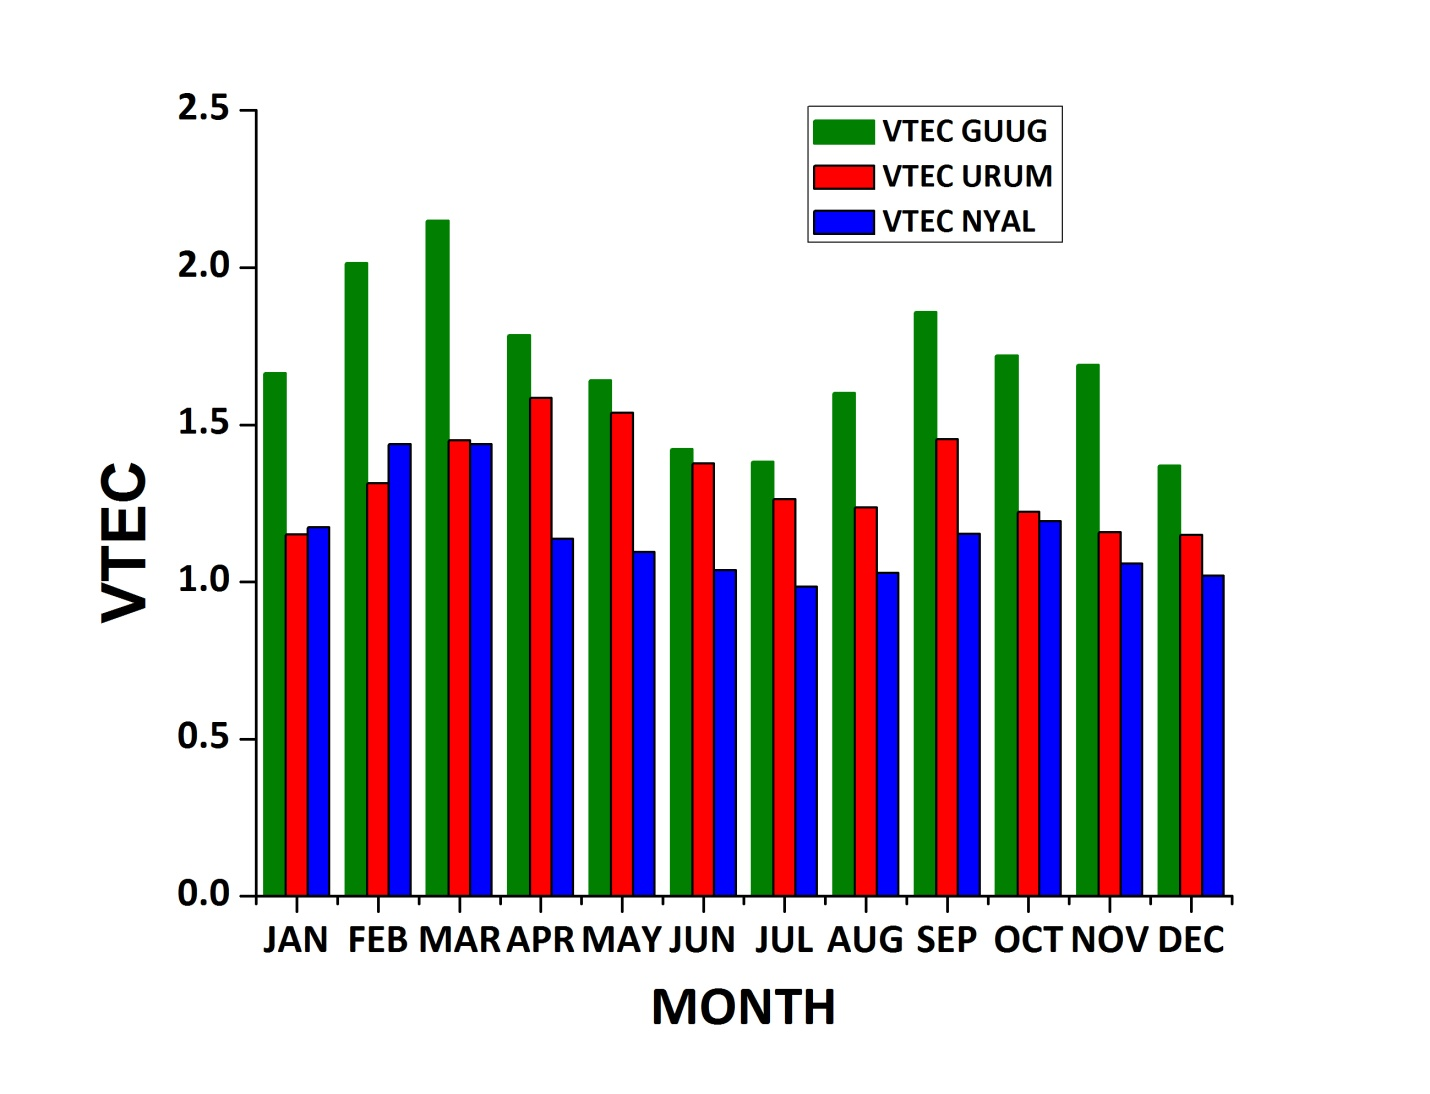 2.5
2.0
1.5
1.0
0.5
0.0
VTEC
VTEC GUUG
VTEC URUM
VTEC NYAL
JAN FEB MAR APR MAY JUN JUL AUG SEP OCT NOV DEC
MONTH